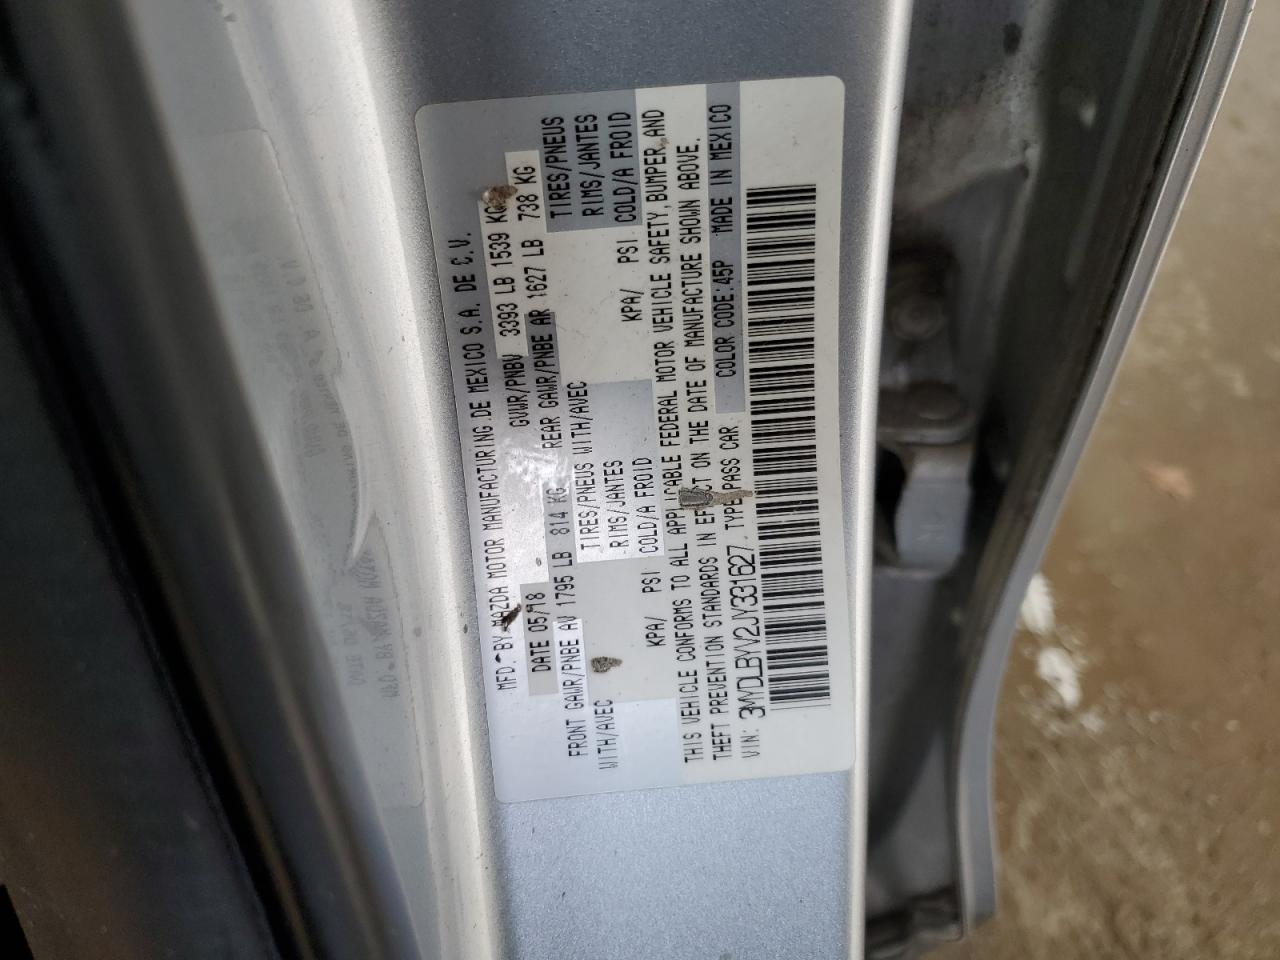 MFD. BY MAZDA MOTOR MANUFACTURING DE MEXICO S.A. DE C.V.
DATE 05/18 GVWR/PNBV 3393 LB 1539 KG
FRONT GAWR/PNBE AV 1795 LB 814 KG REAR GAWR/PNBE AR 1627 LB 738 KG
WITH/AVEC TIRES/PNEUS WITH/AVEC TIRES/PNEUS
RIMS/JANTES RIMS/JANTES
KPA/ PSI COLD/A FROID KPA/ PSI COLD/A FROID
THIS VEHICLE CONFORMS TO ALL APPLICABLE FEDERAL MOTOR VEHICLE SAFETY, BUMPER, AND
THEFT PREVENTION STANDARDS IN EFFECT ON THE DATE OF MANUFACTURE SHOWN ABOVE.
VIN: 3MYDLBYV2JY331627 TYPE: PASS CAR COLOR CODE:45P MADE IN MEXICO